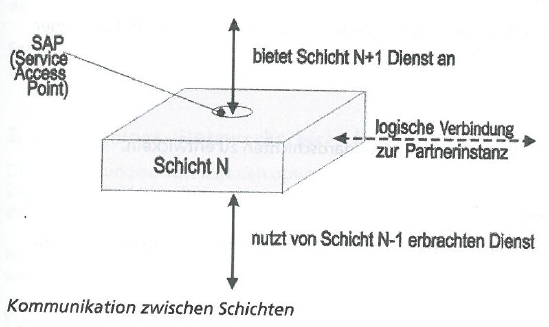 SAP
(Service
Access
Point)
bietet Schicht N+1 Dienst an
logische Verbindung
zur Partnerinstanz
Schicht N
nutzt von Schicht N-1 erbrachten Dienst
Kommunikation zwischen Schichten